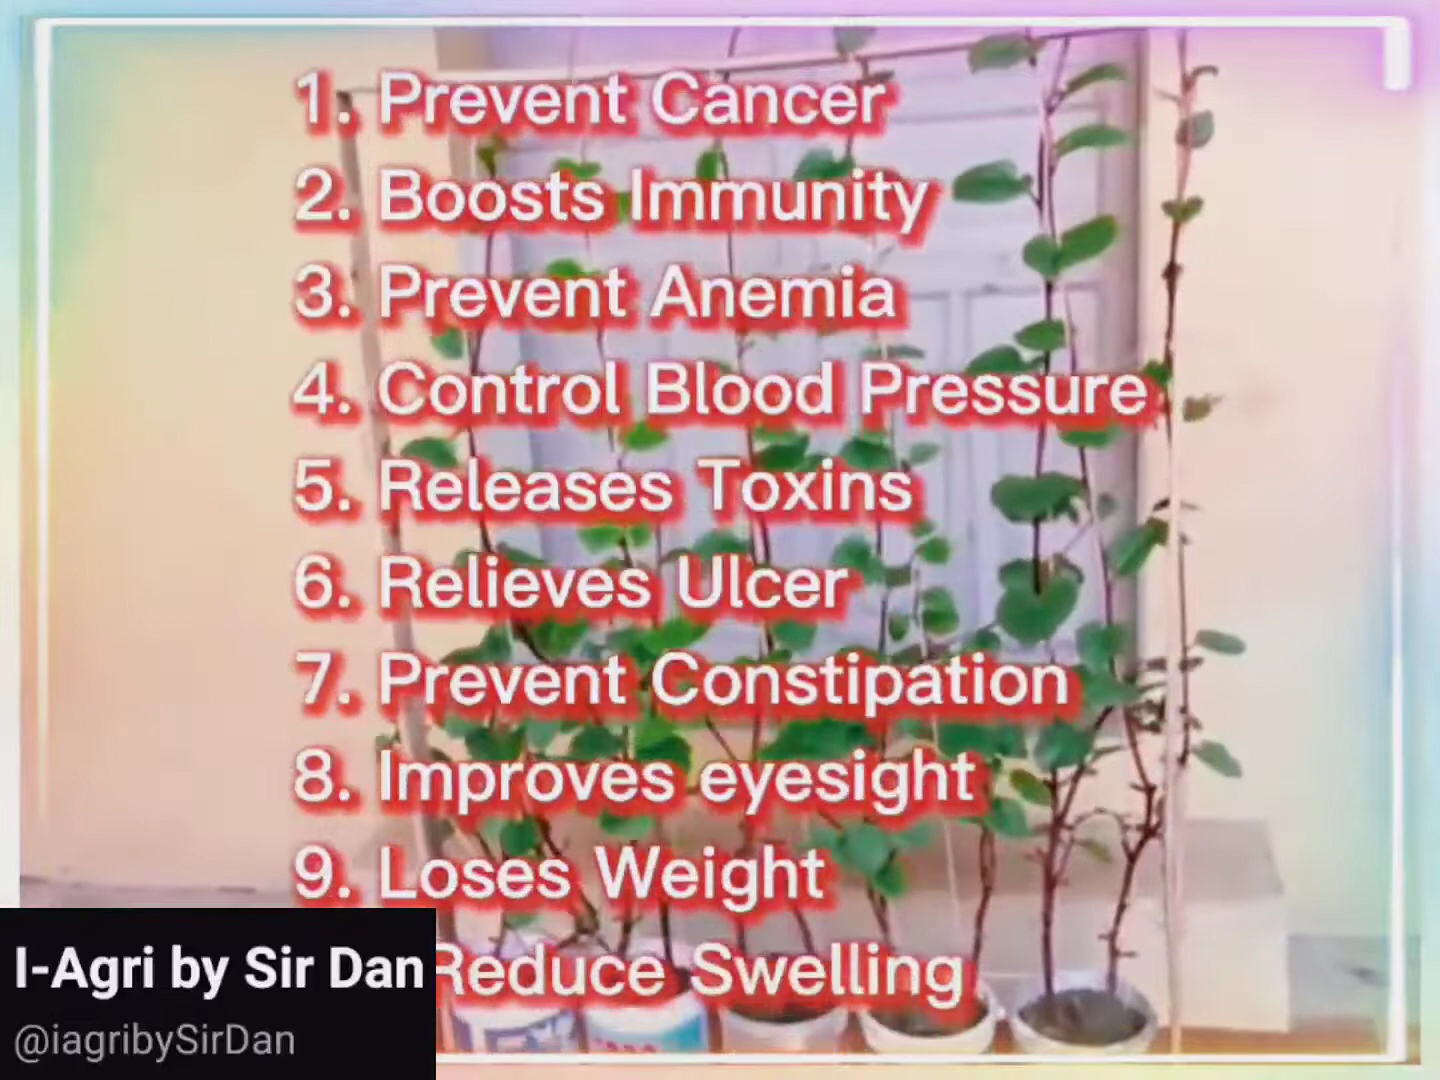 1. Prevent Cancer
2. Boosts Immunity
3. Prevent Anemia
4. Control Blood Pressure
5. Releases Toxins
6. Relieves Ulcer
7. Prevent Constipation
8. Improves eyesight
9. Loses Weight
Reduce Swelling
I-Agri by Sir Dan
@iagribySirDan